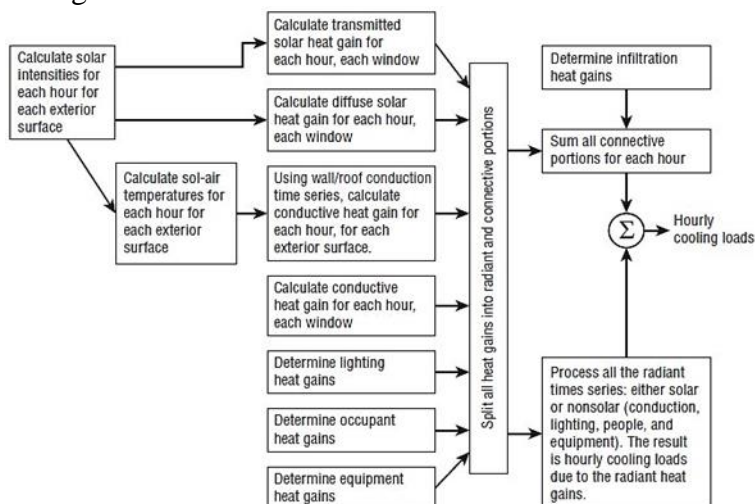 Calculate solar
intensities for
each hour for
each exterior
surface
Calculate transmitted
solar heat gain for
each hour, each window
Calculate diffuse solar
heat gain for each hour,
each window
Calculate sol-air
temperatures for
each hour for
each exterior
surface
Using wall/roof conduction
time series, calculate
conductive heat gain for
each hour, for each
exterior surface.
Calculate conductive
heat gain for each hour,
each window
Determine lighting
heat gains
Determine occupant
heat gains
Determine equipment
heat gains
Split all heat gains into radiant and connective portions
Determine infiltration
heat gains
Sum all connective
portions for each hour
Σ
Hourly
cooling loads
Process all the radiant
times series: either solar
or nonsolar (conduction,
lighting, people, and
equipment). The result
is hourly cooling loads
due to the radiant heat
gains.